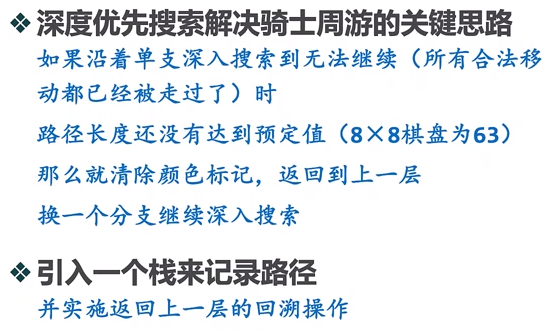 深度优先搜索解决骑士周游的关键思路
如果沿着单支深入搜索到无法继续（所有合法移
动都已经被走过了）时
路径长度还没有达到预定值（8×8棋盘为63）
那么就清除颜色标记，返回到上一层
换一个分支继续深入搜索
引入一个栈来记录路径
并实施返回上一层的回溯操作